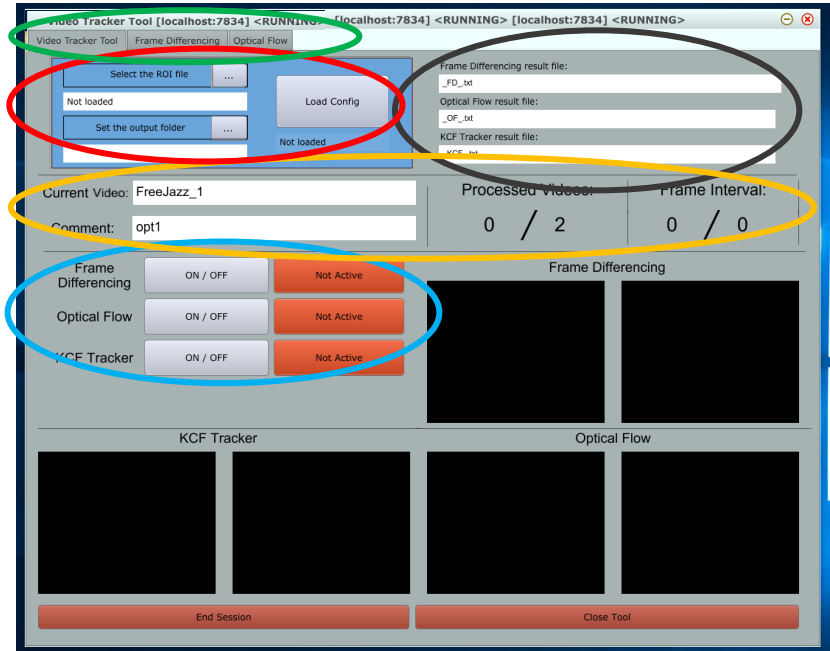 Video Tracker Tool [localhost:7834] <RUNNING> [localhost:7834] <RUNNING> [localhost:7834] <RUNNING>
Video Tracker Tool Frame Differencing Optical Flow
Select the ROI file ...
Not loaded
Set the output folder ...
Load Config
Not loaded
Frame Differencing result file:
_FD_.txt
Optical Flow result file:
_OF_.txt
KCF Tracker result file:
_KCF_.txt
Current Video: FreeJazz_1
Comment: opt1
Processed Videos:
0 / 2
Frame Interval:
0 / 0
Frame
Differencing
ON / OFF Not Active
Optical Flow ON / OFF Not Active
KCF Tracker ON / OFF Not Active
Frame Differencing
KCF Tracker
Optical Flow
End Session
Close Tool